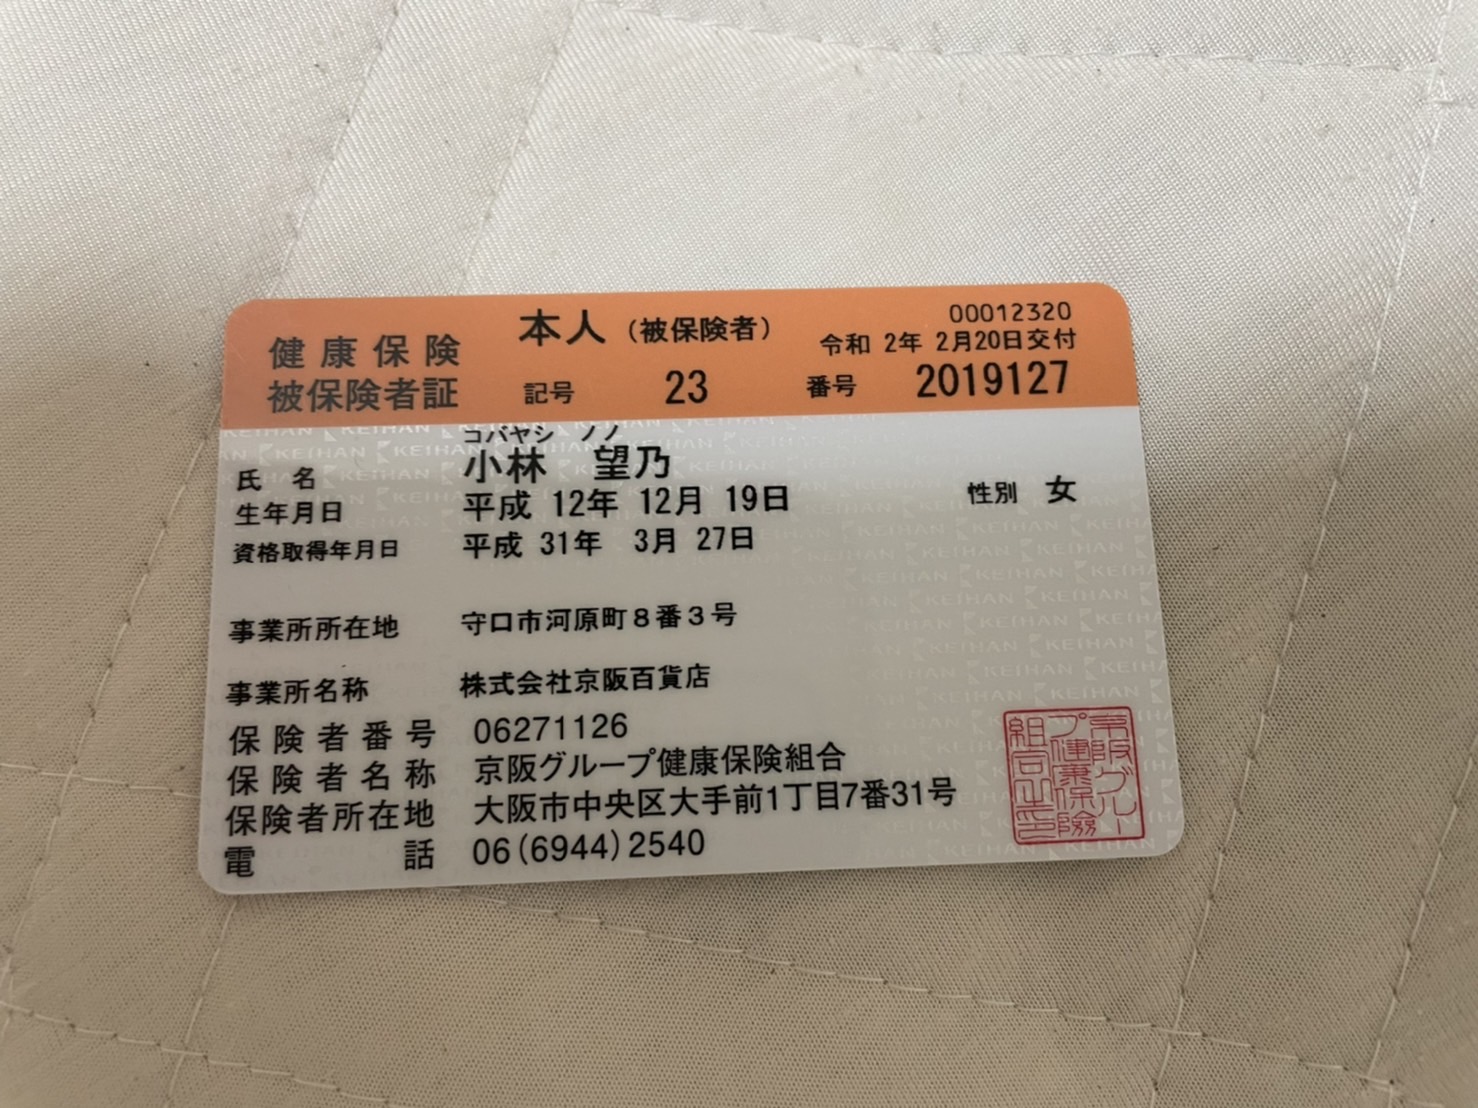 00012320
健康保険 本人（被保険者） 令和 2年 2月20日交付
被保険者証 記号 23 番号 2019127
コバヤシ ノノ
氏名 小林 望乃
生年月日 平成 12年 12月 19日 性別 女
資格取得年月日 平成 31年 3月 27日
事業所所在地 守口市河原町８番３号
事業所名称 株式会社京阪百貨店
保険者番号 06271126
保険者名称 京阪グループ健康保険組合
保険者所在地 大阪市中央区大手前1丁目7番31号
電話 06(6944)2540
京阪グルー
プ健康保険
組合之印
KEIHAN